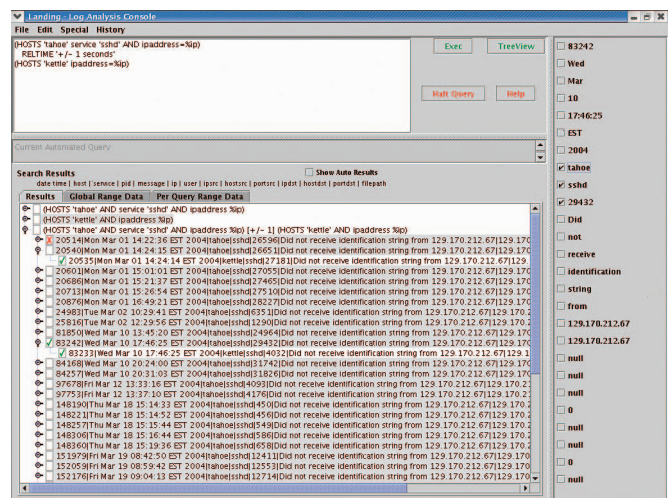 Landing - Log Analysis Console
File Edit Special History
(HOSTS 'tahoe' service 'sshd' AND ipaddress=%ip)
RELTIME '+/- 1 seconds'
(HOSTS 'kettle' ipaddress=%ip)
Exec TreeView
Halt Query Help
Current Automated Query
Search Results
Show Auto Results
date time | host | service | pid | message | ip | user | ipsrc | hostsrc | portsrc | ipdst | hostdst | portdst | filepath
Results Global Range Data Per Query Range Data
(HOSTS 'tahoe' AND service 'sshd' AND ipaddress %ip)
(HOSTS 'kettle' AND ipaddress %ip)
(HOSTS 'tahoe' AND service 'sshd' AND ipaddress %ip) [+/- 1] (HOSTS 'kettle' AND ipaddress %ip)
20514|Mon Mar 01 14:22:36 EST 2004|tahoe|sshd|26596|Did not receive identification string from 129.170.212.67|129.170
20540|Mon Mar 01 14:24:15 EST 2004|tahoe|sshd|26651|Did not receive identification string from 129.170.212.67|129.170
20535|Mon Mar 01 14:24:14 EST 2004|kettle|sshd|27181|Did not receive identification string from 129.170.212.67|129.
20601|Mon Mar 01 15:01:01 EST 2004|tahoe|sshd|27055|Did not receive identification string from 129.170.212.67|129.170
20686|Mon Mar 01 15:21:37 EST 2004|tahoe|sshd|27465|Did not receive identification string from 129.170.212.67|129.170
20713|Mon Mar 01 15:26:54 EST 2004|tahoe|sshd|27510|Did not receive identification string from 129.170.212.67|129.170
20876|Mon Mar 01 16:49:21 EST 2004|tahoe|sshd|28227|Did not receive identification string from 129.170.212.67|129.170
24983|Tue Mar 02 10:29:41 EST 2004|tahoe|sshd|6351|Did not receive identification string from 129.170.212.67|129.170.2
25816|Tue Mar 02 12:29:56 EST 2004|tahoe|sshd|1290|Did not receive identification string from 129.170.212.67|129.170.2
81850|Wed Mar 10 13:45:20 EST 2004|tahoe|sshd|24964|Did not receive identification string from 129.170.212.67|129.170
83242|Wed Mar 10 17:46:25 EST 2004|tahoe|sshd|29432|Did not receive identification string from 129.170.212.67|129.170
83233|Wed Mar 10 17:46:25 EST 2004|kettle|sshd|4032|Did not receive identification string from 129.170.212.67|129.1
84168|Wed Mar 10 20:24:00 EST 2004|tahoe|sshd|31742|Did not receive identification string from 129.170.212.67|129.170
84257|Wed Mar 10 20:31:03 EST 2004|tahoe|sshd|31826|Did not receive identification string from 129.170.212.67|129.170
97678|Fri Mar 12 13:33:16 EST 2004|tahoe|sshd|4093|Did not receive identification string from 129.170.212.67|129.170.21
97753|Fri Mar 12 13:37:10 EST 2004|tahoe|sshd|4176|Did not receive identification string from 129.170.212.67|129.170.21
148190|Thu Mar 18 15:14:33 EST 2004|tahoe|sshd|450|Did not receive identification string from 129.170.212.67|129.170.2
148221|Thu Mar 18 15:14:52 EST 2004|tahoe|sshd|456|Did not receive identification string from 129.170.212.67|129.170.2
148257|Thu Mar 18 15:15:44 EST 2004|tahoe|sshd|549|Did not receive identification string from 129.170.212.67|129.170.2
148306|Thu Mar 18 15:16:44 EST 2004|tahoe|sshd|586|Did not receive identification string from 129.170.212.67|129.170.2
148360|Thu Mar 18 15:19:36 EST 2004|tahoe|sshd|658|Did not receive identification string from 129.170.212.67|129.170.2
151979|Fri Mar 19 08:42:50 EST 2004|tahoe|sshd|12411|Did not receive identification string from 129.170.212.67|129.170
152059|Fri Mar 19 08:59:42 EST 2004|tahoe|sshd|12553|Did not receive identification string from 129.170.212.67|129.170
152176|Fri Mar 19 09:04:13 EST 2004|tahoe|sshd|12714|Did not receive identification string from 129.170.212.67|129.170
83242
Wed
Mar
10
17:46:25
EST
2004
tahoe
sshd
29432
Did
not
receive
identification
string
from
129.170.212.67
129.170.212.67
null
null
null
0
null
null
0
null